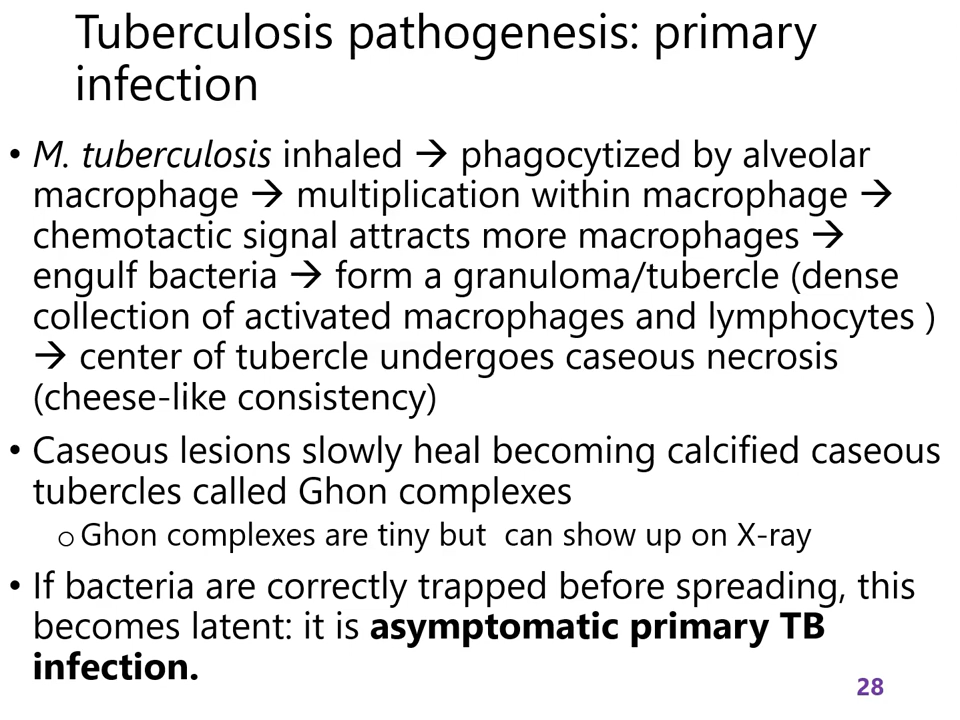 Tuberculosis pathogenesis: primary
infection
• M. tuberculosis inhaled → phagocytized by alveolar
macrophage → multiplication within macrophage →
chemotactic signal attracts more macrophages →
engulf bacteria → form a granuloma/tubercle (dense
collection of activated macrophages and lymphocytes )
→ center of tubercle undergoes caseous necrosis
(cheese-like consistency)
• Caseous lesions slowly heal becoming calcified caseous
tubercles called Ghon complexes
o Ghon complexes are tiny but  can show up on X-ray
• If bacteria are correctly trapped before spreading, this
becomes latent: it is asymptomatic primary TB
infection.
28